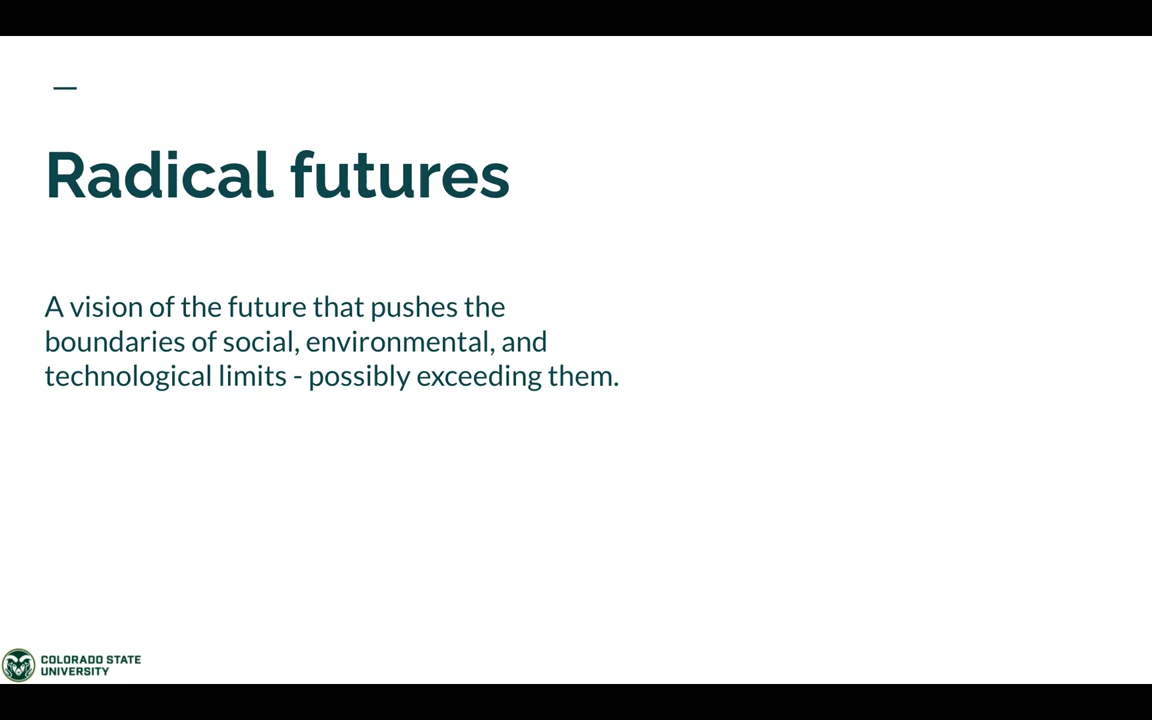 Radical futures
A vision of the future that pushes the
boundaries of social, environmental, and
technological limits - possibly exceeding them.
COLORADO STATE
UNIVERSITY